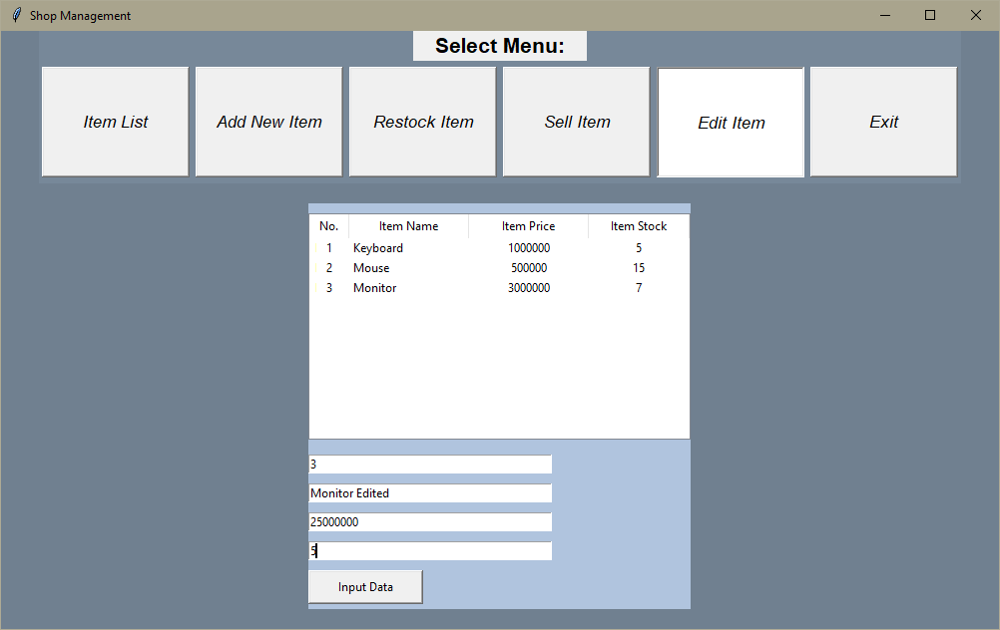 Shop Management
Select Menu:
Item List Add New Item Restock Item Sell Item Edit Item Exit
No. Item Name Item Price Item Stock
1 Keyboard 1000000 5
2 Mouse 500000 15
3 Monitor 3000000 7
3
Monitor Edited
25000000
5
Input Data